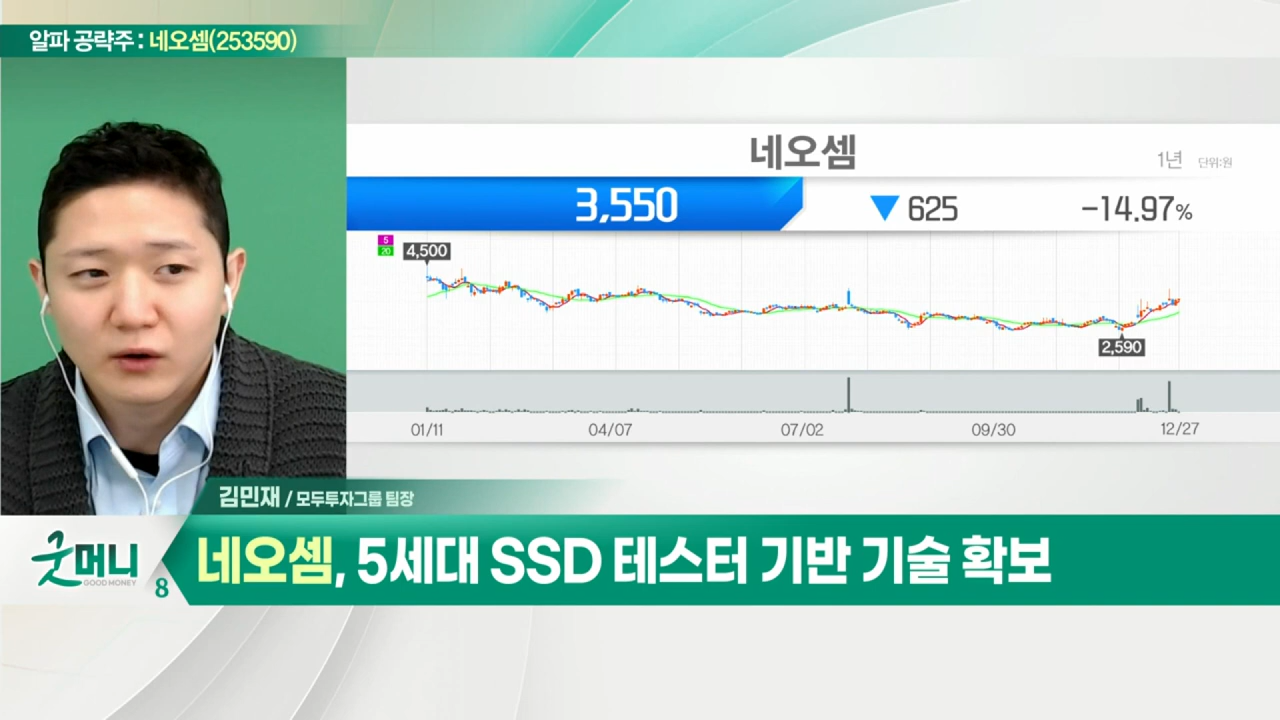 알파 공략주 : 네오셈(253590)
네오셈
1년 단위:원
3,550 ▼ 625 -14.97%
5
20
4,500
2,590
01/11 04/07 07/02 09/30 12/27
김민재 / 모두투자그룹 팀장
굿머니
GOOD MONEY
8
네오셈, 5세대 SSD 테스터 기반 기술 확보